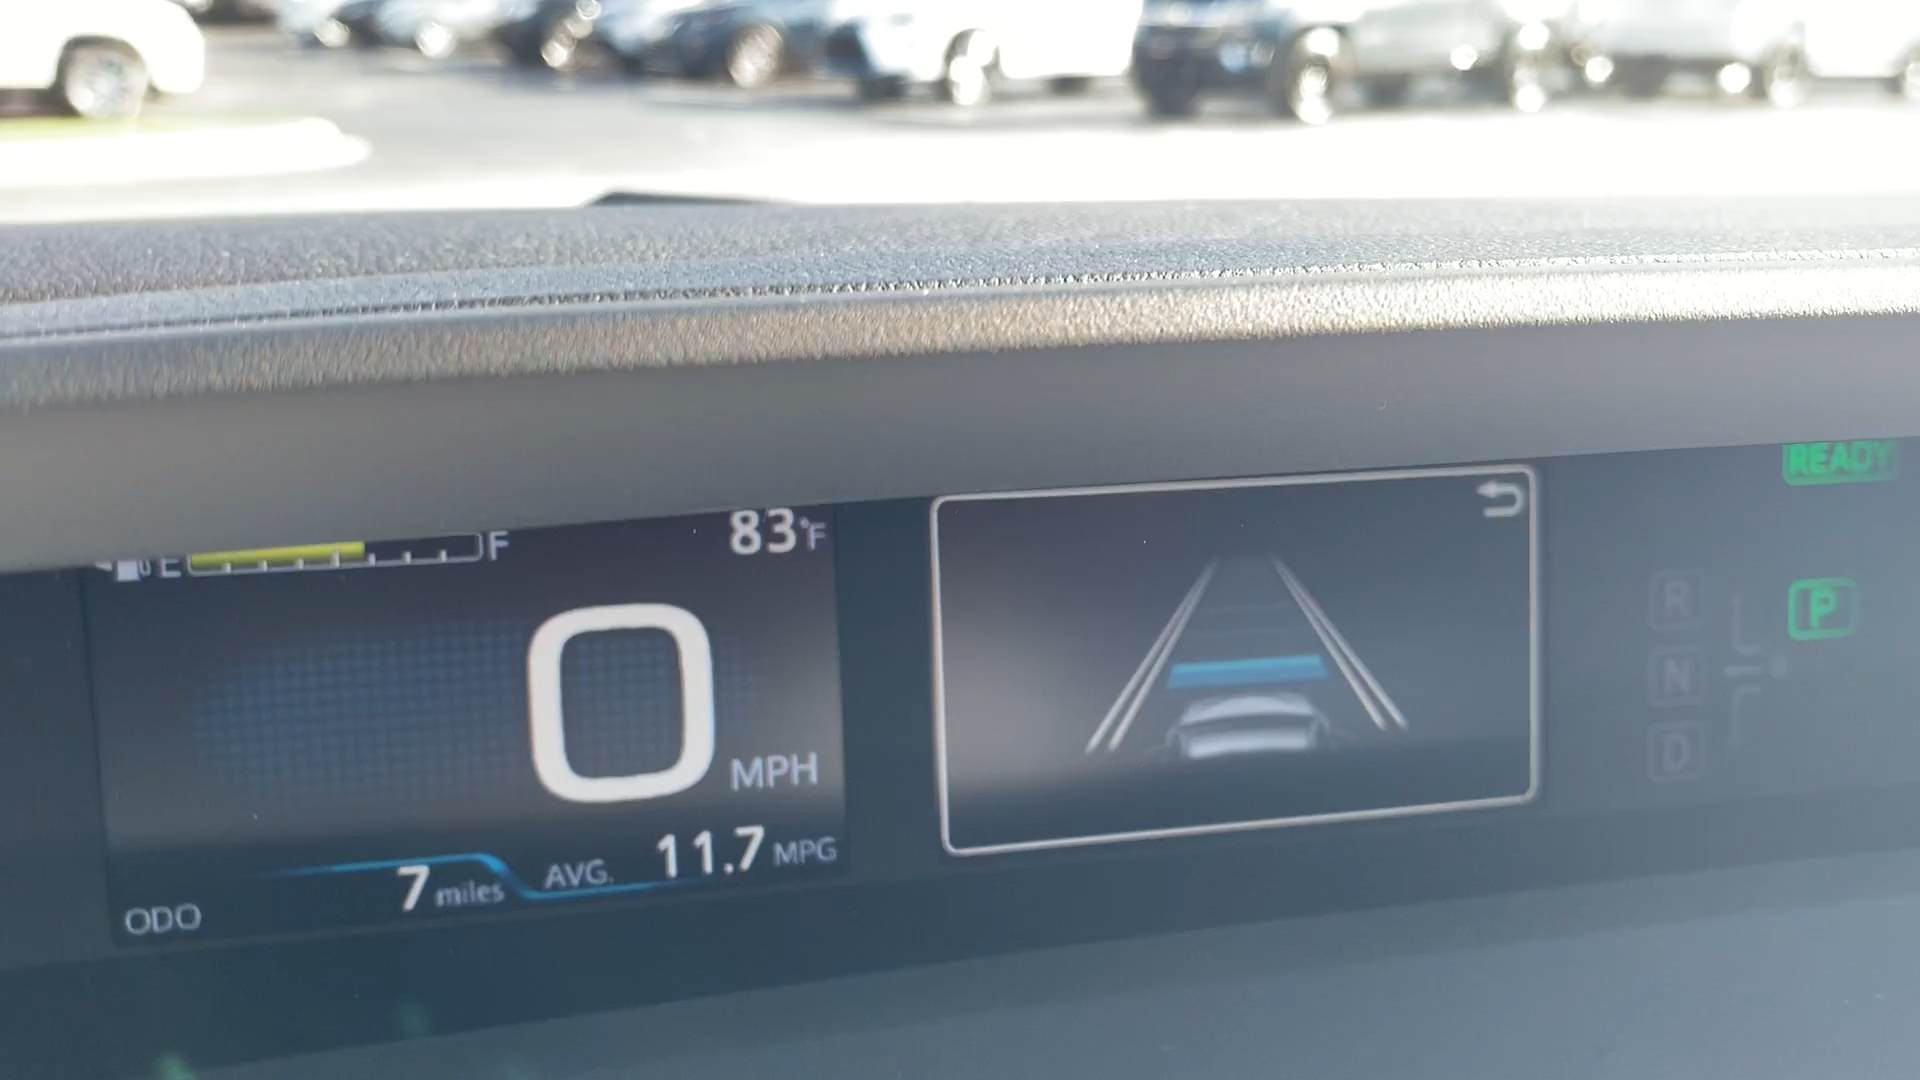 READY
E F 83°F
0 MPH
R
P
N
D
7 miles AVG. 11.7 MPG
ODO